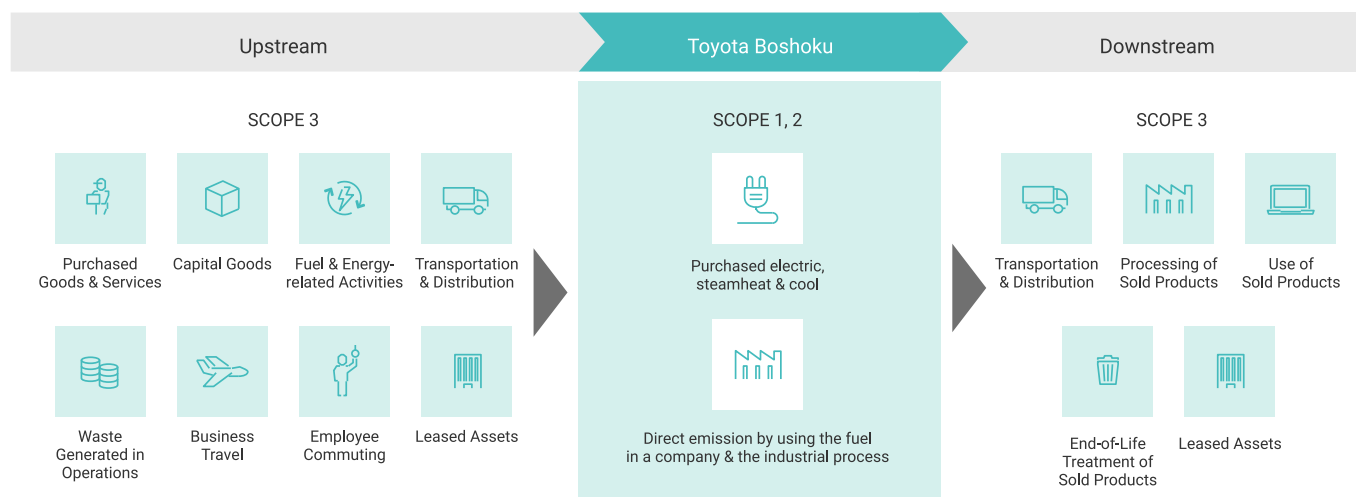 Upstream
Toyota Boshoku
Downstream
SCOPE 3
SCOPE 1, 2
SCOPE 3
Purchased
Goods & Services
Capital Goods
Fuel & Energy-
related Activities
Transportation
& Distribution
Waste
Generated in
Operations
Business
Travel
Employee
Commuting
Leased Assets
Purchased electric,
steamheat & cool
Direct emission by using the fuel
in a company & the industrial process
Transportation
& Distribution
Processing of
Sold Products
Use of
Sold Products
End-of-Life
Treatment of
Sold Products
Leased Assets